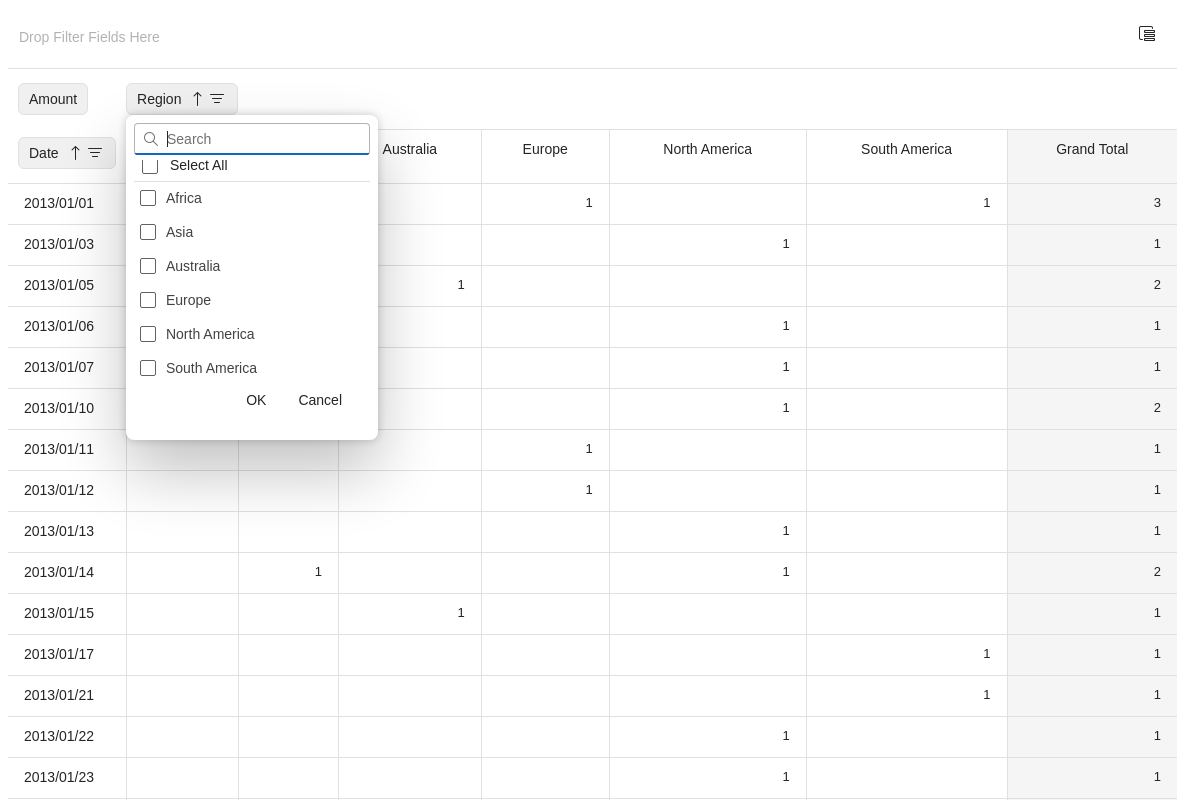 Drop Filter Fields Here
Amount
Region
Date
Search
Select All
Africa
Asia
Australia
Europe
North America
South America
OK
Cancel
Australia Europe North America South America Grand Total
2013/01/01 1 1 3
2013/01/03 1 1
2013/01/05 1 2
2013/01/06 1 1
2013/01/07 1 1
2013/01/10 1 2
2013/01/11 1 1
2013/01/12 1 1
2013/01/13 1 1
2013/01/14 1 1 2
2013/01/15 1 1
2013/01/17 1 1
2013/01/21 1 1
2013/01/22 1 1
2013/01/23 1 1